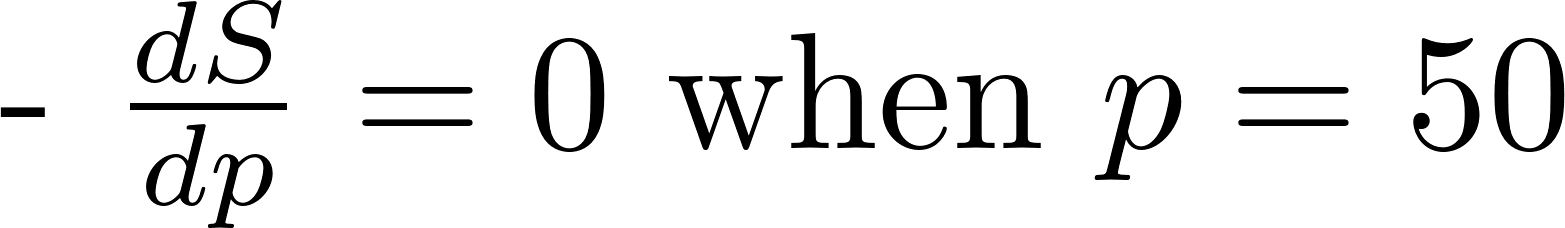 - dS/dp = 0 when p = 50